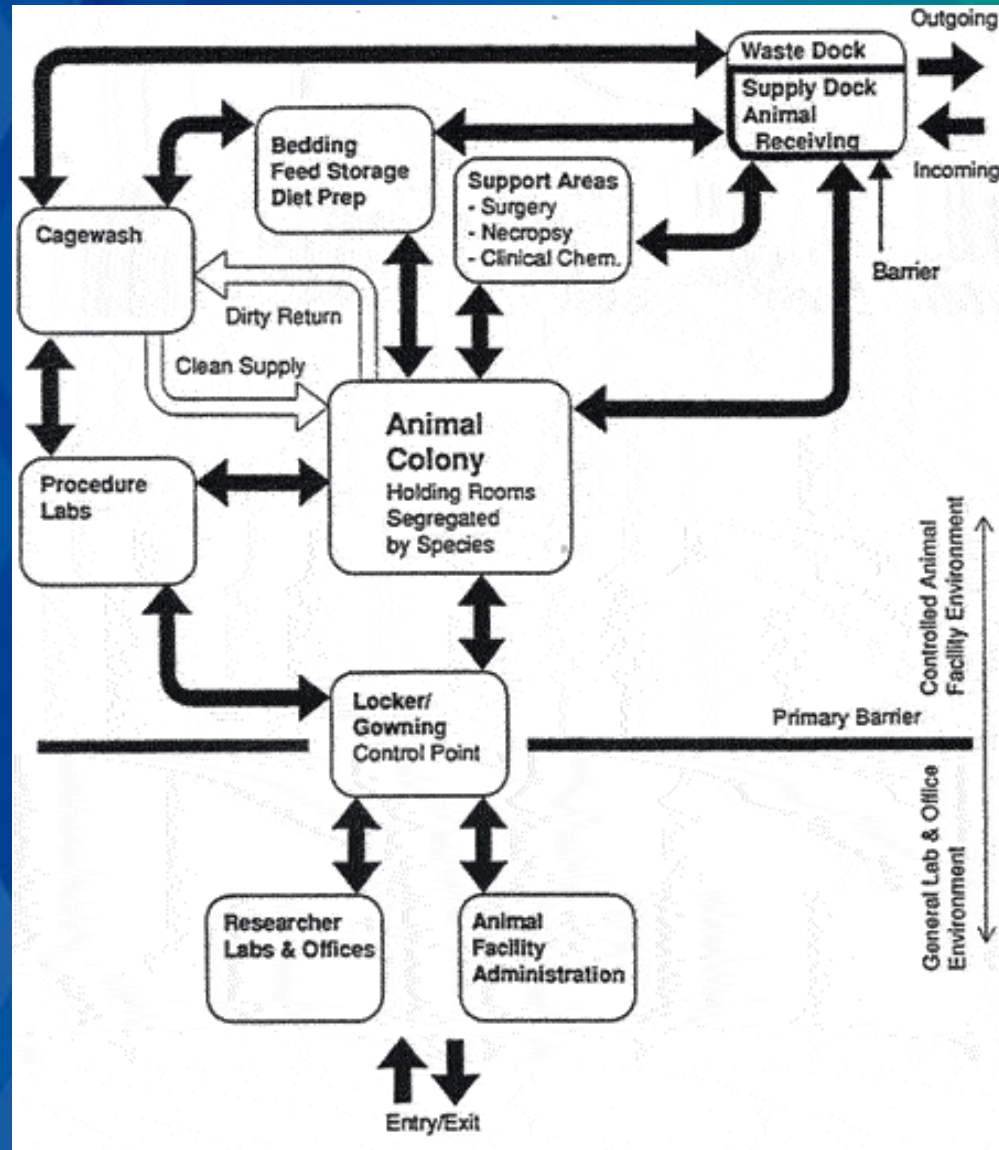 Outgoing
Waste Dock
Supply Dock
Animal
Receiving
Incoming
Barrier
Bedding
Feed Storage
Diet Prep
Support Areas
- Surgery
- Necropsy
- Clinical Chem.
Cagewash
Dirty Return
Clean Supply
Animal
Colony
Holding Rooms
Segregated
by Species
Procedure
Labs
Controlled Animal
Facility Environment
Locker/
Gowning
Control Point
Primary Barrier
General Lab & Office
Environment
Researcher
Labs & Offices
Animal
Facility
Administration
Entry/Exit